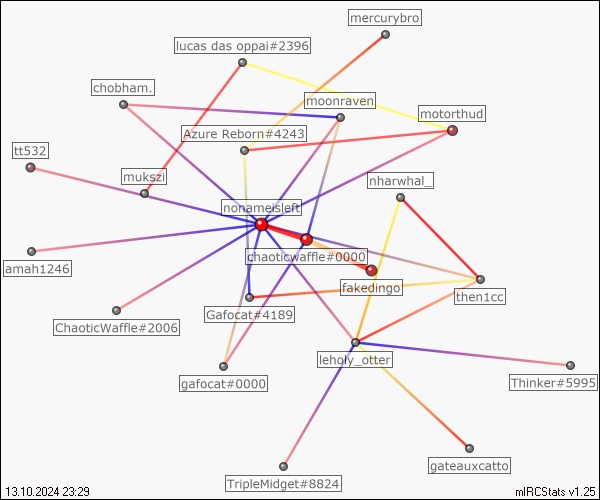 mercurybro
lucas das oppai#2396
chobham.
moonraven
motorthud
Azure Reborn#4243
tt532
mukszi
nharwhal_
nonameisleft
chaoticwaffle#0000
amah1246
fakedingo
then1cc
Gafocat#4189
ChaoticWaffle#2006
leholy_otter
gafocat#0000
Thinker#5995
gateauxcatto
TripleMidget#8824
13.10.2024 23:29
mIRCStats v1.25